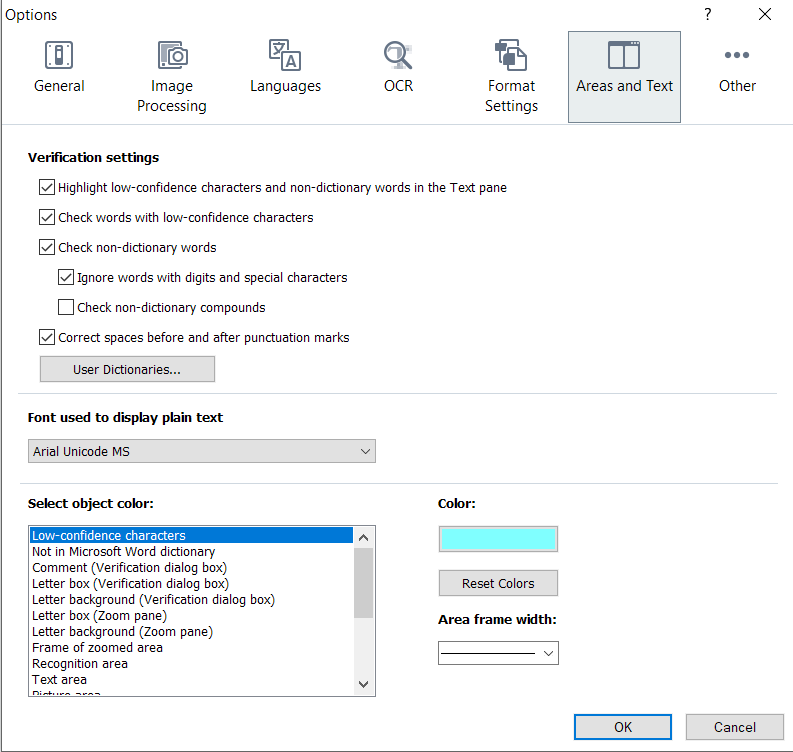 Options ?
General
Image
Processing
Languages
OCR
Format
Settings
Areas and Text
Other
Verification settings
Highlight low-confidence characters and non-dictionary words in the Text pane
Check words with low-confidence characters
Check non-dictionary words
Ignore words with digits and special characters
Check non-dictionary compounds
Correct spaces before and after punctuation marks
User Dictionaries...
Font used to display plain text
Arial Unicode MS
Select object color:
Low-confidence characters
Not in Microsoft Word dictionary
Comment (Verification dialog box)
Letter box (Verification dialog box)
Letter background (Verification dialog box)
Letter box (Zoom pane)
Letter background (Zoom pane)
Frame of zoomed area
Recognition area
Text area
Picture area
Color:
Reset Colors
Area frame width:
OK
Cancel